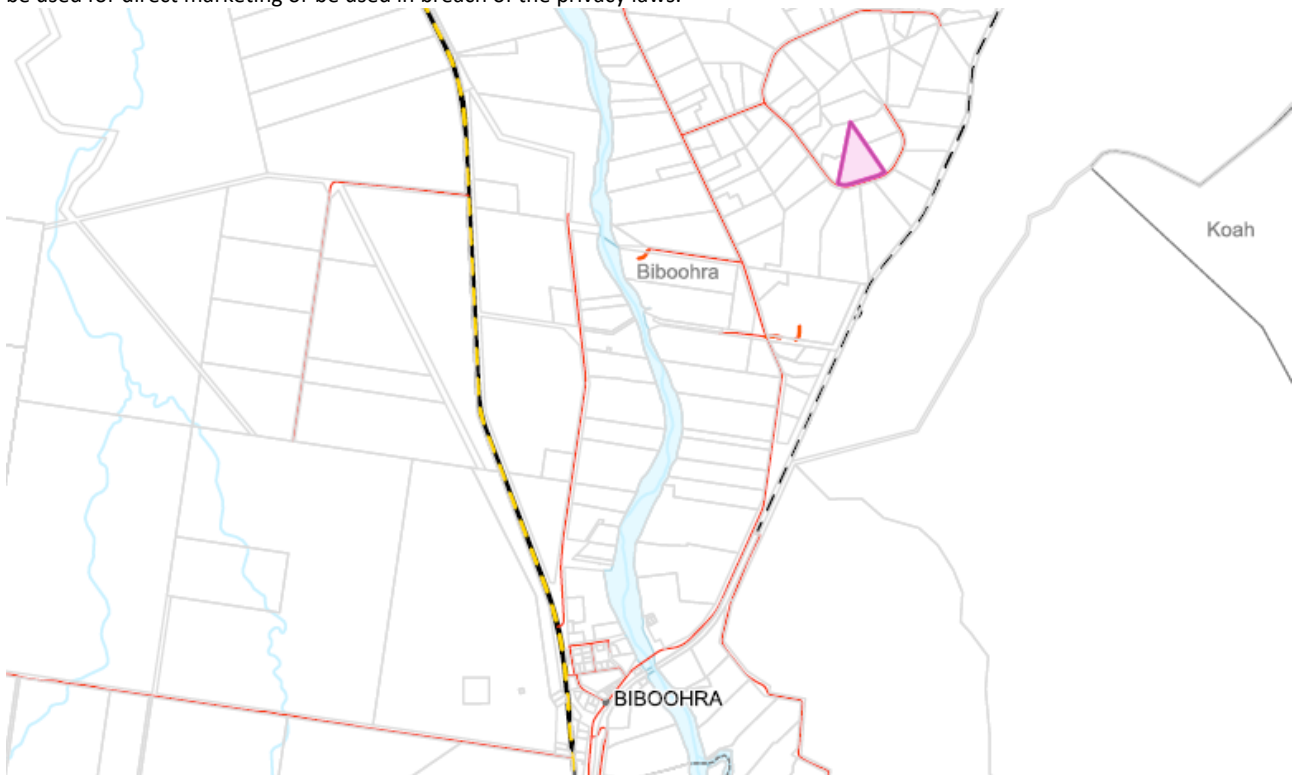 be used for direct marketing or be used in breach of the privacy laws.
Koah
Biboohra
BIBOOHRA